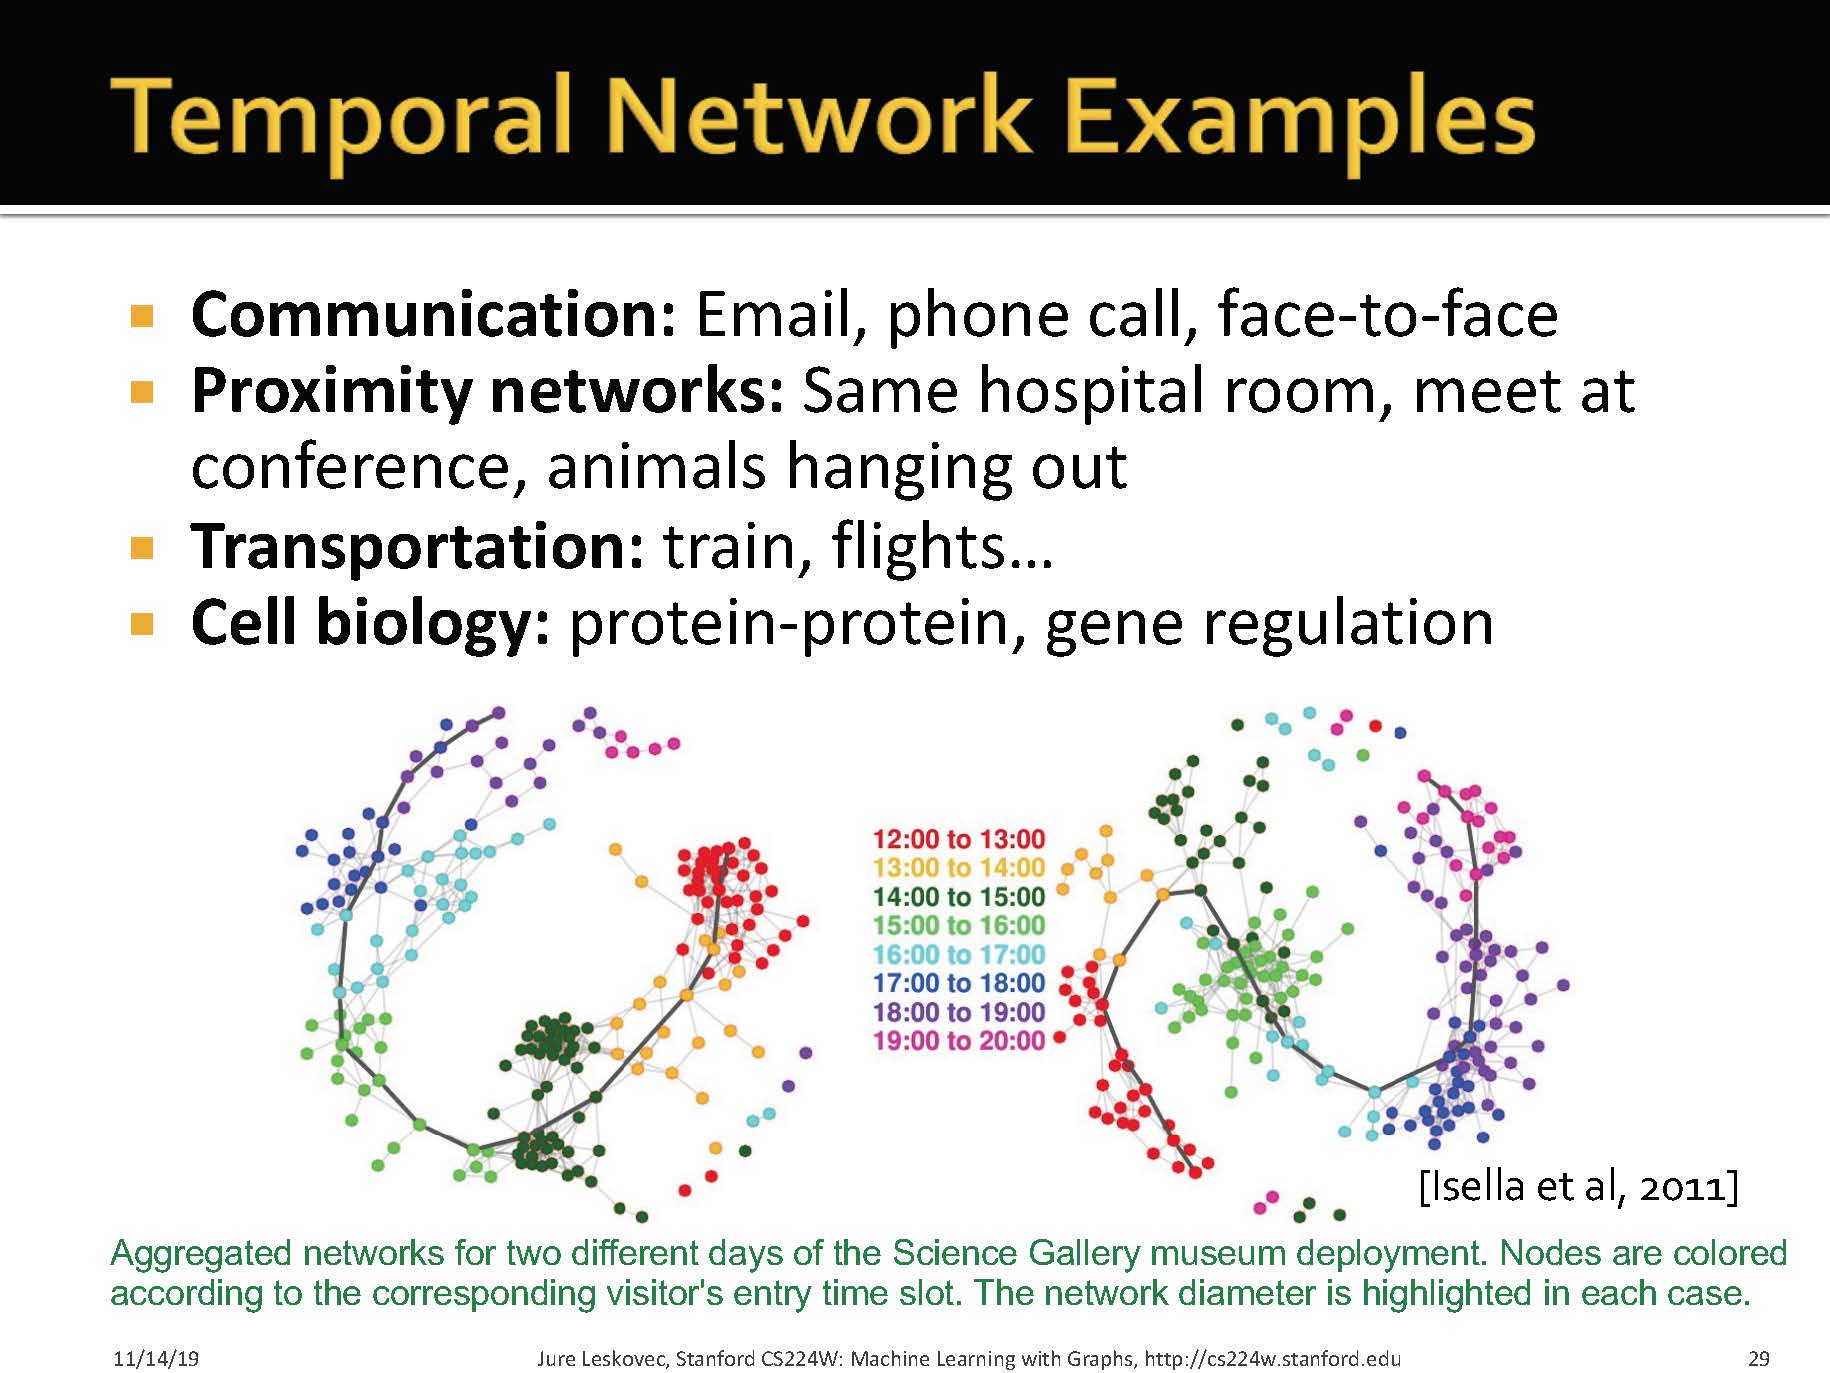 Temporal Network Examples
Communication: Email, phone call, face-to-face
Proximity networks: Same hospital room, meet at
conference, animals hanging out
Transportation: train, flights…
Cell biology: protein-protein, gene regulation
12:00 to 13:00
13:00 to 14:00
14:00 to 15:00
15:00 to 16:00
16:00 to 17:00
17:00 to 18:00
18:00 to 19:00
19:00 to 20:00
[Isella et al, 2011]
Aggregated networks for two different days of the Science Gallery museum deployment. Nodes are colored
according to the corresponding visitor's entry time slot. The network diameter is highlighted in each case.
11/14/19
Jure Leskovec, Stanford CS224W: Machine Learning with Graphs, http://cs224w.stanford.edu
29